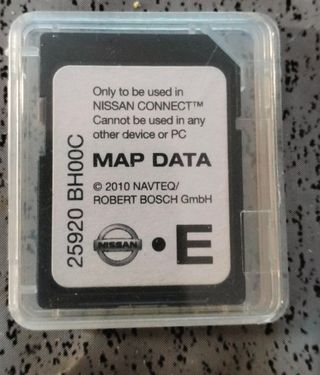 Only to be used in
NISSAN CONNECT™
Cannot be used in any
other device or PC
MAP DATA
© 2010 NAVTEQ/
ROBERT BOSCH GmbH
NISSAN
• E
25920 BH00C